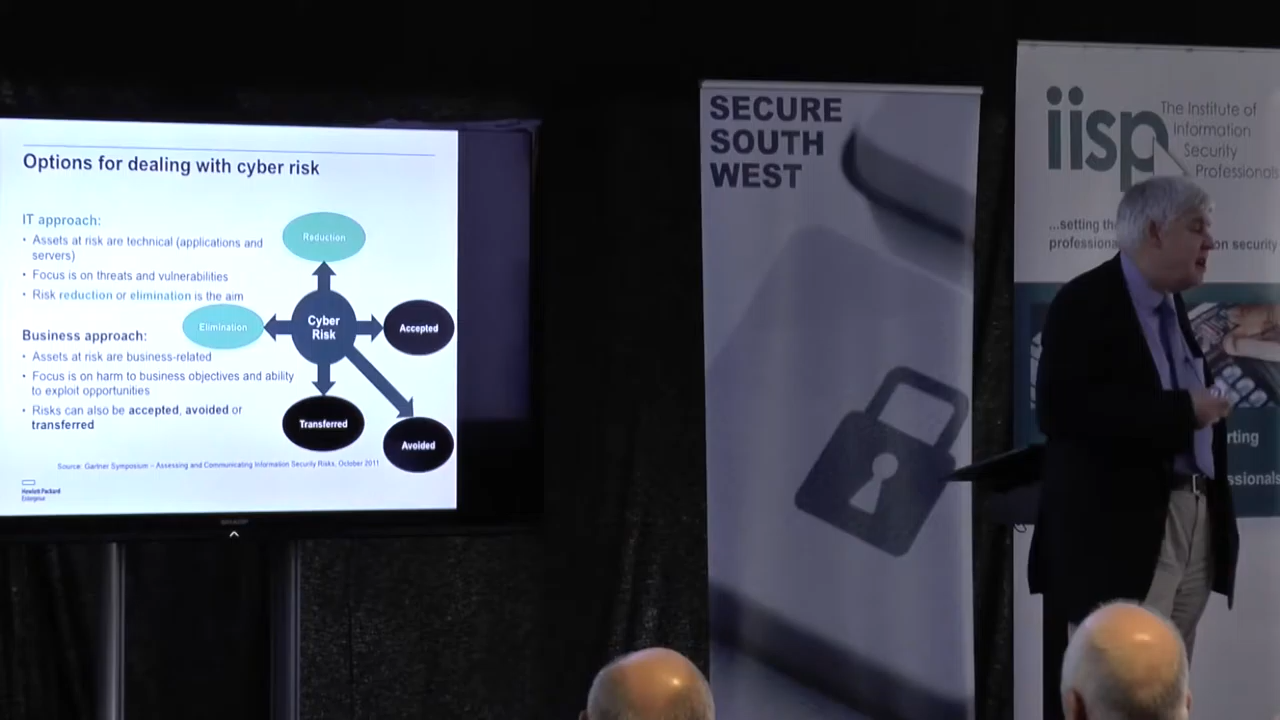 Options for dealing with cyber risk
IT approach:
• Assets at risk are technical (applications and
servers)
• Focus is on threats and vulnerabilities
• Risk reduction or elimination is the aim
Business approach:
• Assets at risk are business-related
• Focus is on harm to business objectives and ability
to exploit opportunities
• Risks can also be accepted, avoided or
transferred
Reduction
Elimination
Cyber
Risk
Accepted
Transferred
Avoided
Source: Gartner Symposium – Assessing and Communicating Information Security Risks, October 2011
Hewlett Packard
Enterprise
SHARP
SECURE
SOUTH
WEST
iisp
The Institute of
Information
Security
Professionals
...setting the
professional
on security
rting
ssionals